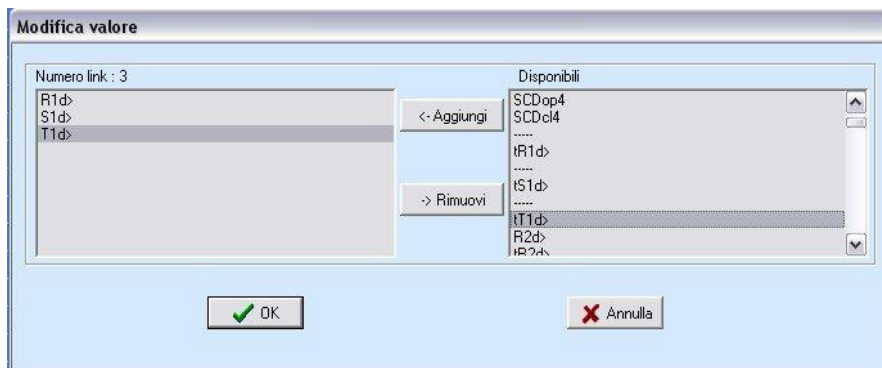 Modifica valore
Numero link : 3
R1d>
S1d>
T1d>
<- Aggiungi
-> Rimuovi
Disponibili
SCDop4
SCDcl4
-----
tR1d>
-----
tS1d>
-----
tT1d>
R2d>
tR2d>
OK
Annulla